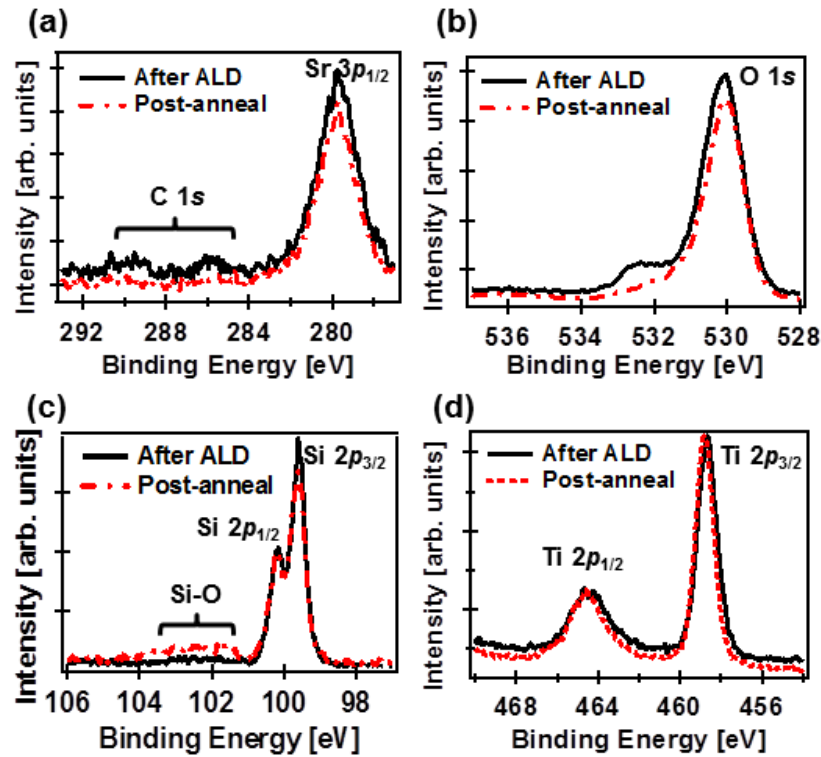 (a)
After ALD
Post-anneal
Sr 3p1/2
C 1s
Intensity [arb. units]
292 288 284 280
Binding Energy [eV]
(b)
After ALD
Post-anneal
O 1s
Intensity [arb. units]
536 534 532 530 528
Binding Energy [eV]
(c)
After ALD
Post-anneal
Si 2p3/2
Si 2p1/2
Si-O
Intensity [arb. units]
106 104 102 100 98
Binding Energy [eV]
(d)
After ALD
Post-anneal
Ti 2p3/2
Ti 2p1/2
Intensity [arb. units]
468 464 460 456
Binding Energy [eV]